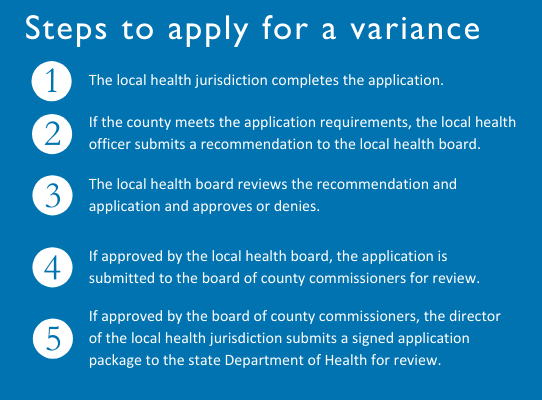 Steps to apply for a variance
1
The local health jurisdiction completes the application.
2
If the county meets the application requirements, the local health
officer submits a recommendation to the local health board.
3
The local health board reviews the recommendation and
application and approves or denies.
4
If approved by the local health board, the application is
submitted to the board of county commissioners for review.
5
If approved by the board of county commissioners, the director
of the local health jurisdiction submits a signed application
package to the state Department of Health for review.